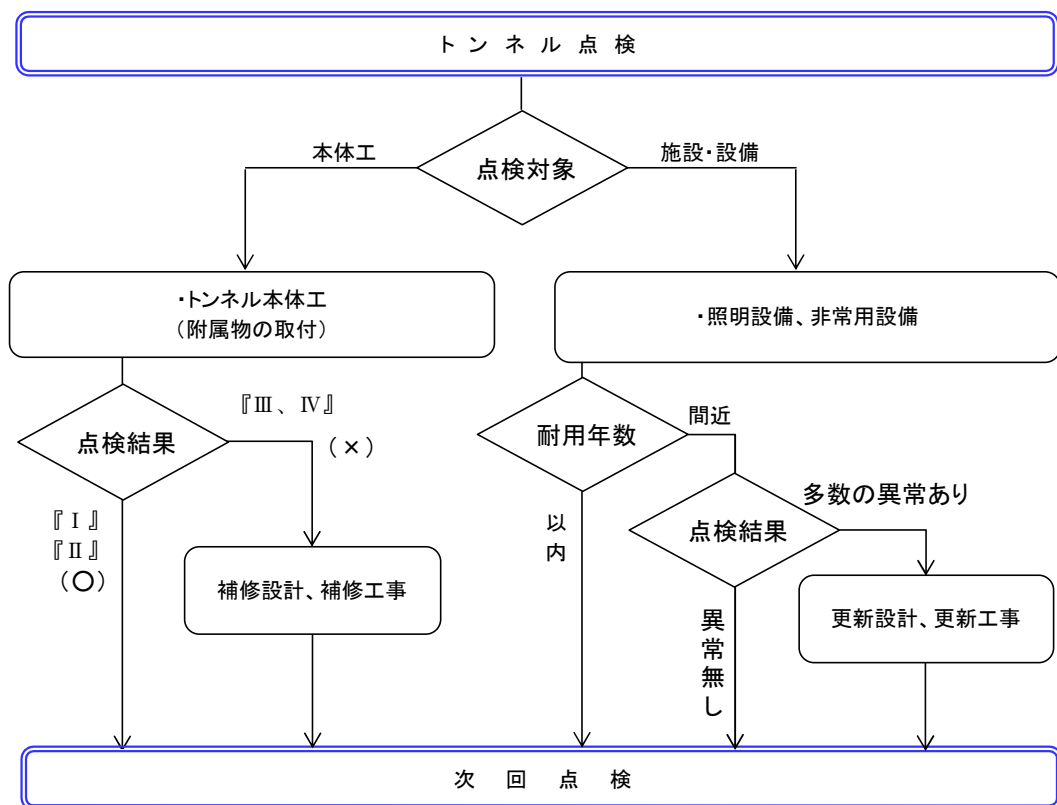 トンネル点検
点検対象
本体工
施設・設備
・トンネル本体工
(附属物の取付)
・照明設備、非常用設備
点検結果
『Ⅲ、Ⅳ』
(×)
『Ⅰ』
『Ⅱ』
(○)
補修設計、補修工事
耐用年数
間近
以内
点検結果
多数の異常あり
異常無し
更新設計、更新工事
次回点検